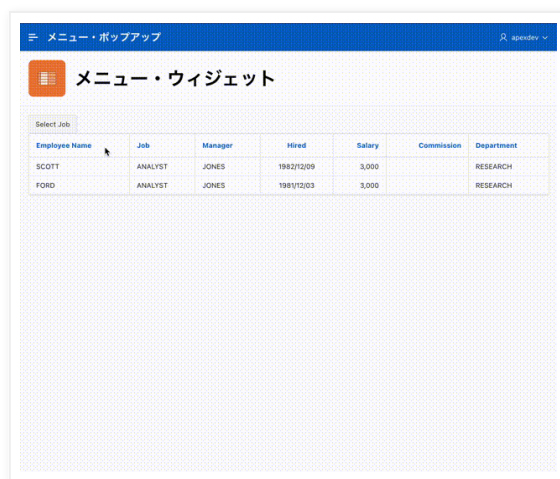 メニュー・ポップアップ apexdev
メニュー・ウィジェット
Select Job
Employee Name Job Manager Hired Salary Commission Department
SCOTT ANALYST JONES 1982/12/09 3,000 RESEARCH
FORD ANALYST JONES 1981/12/03 3,000 RESEARCH